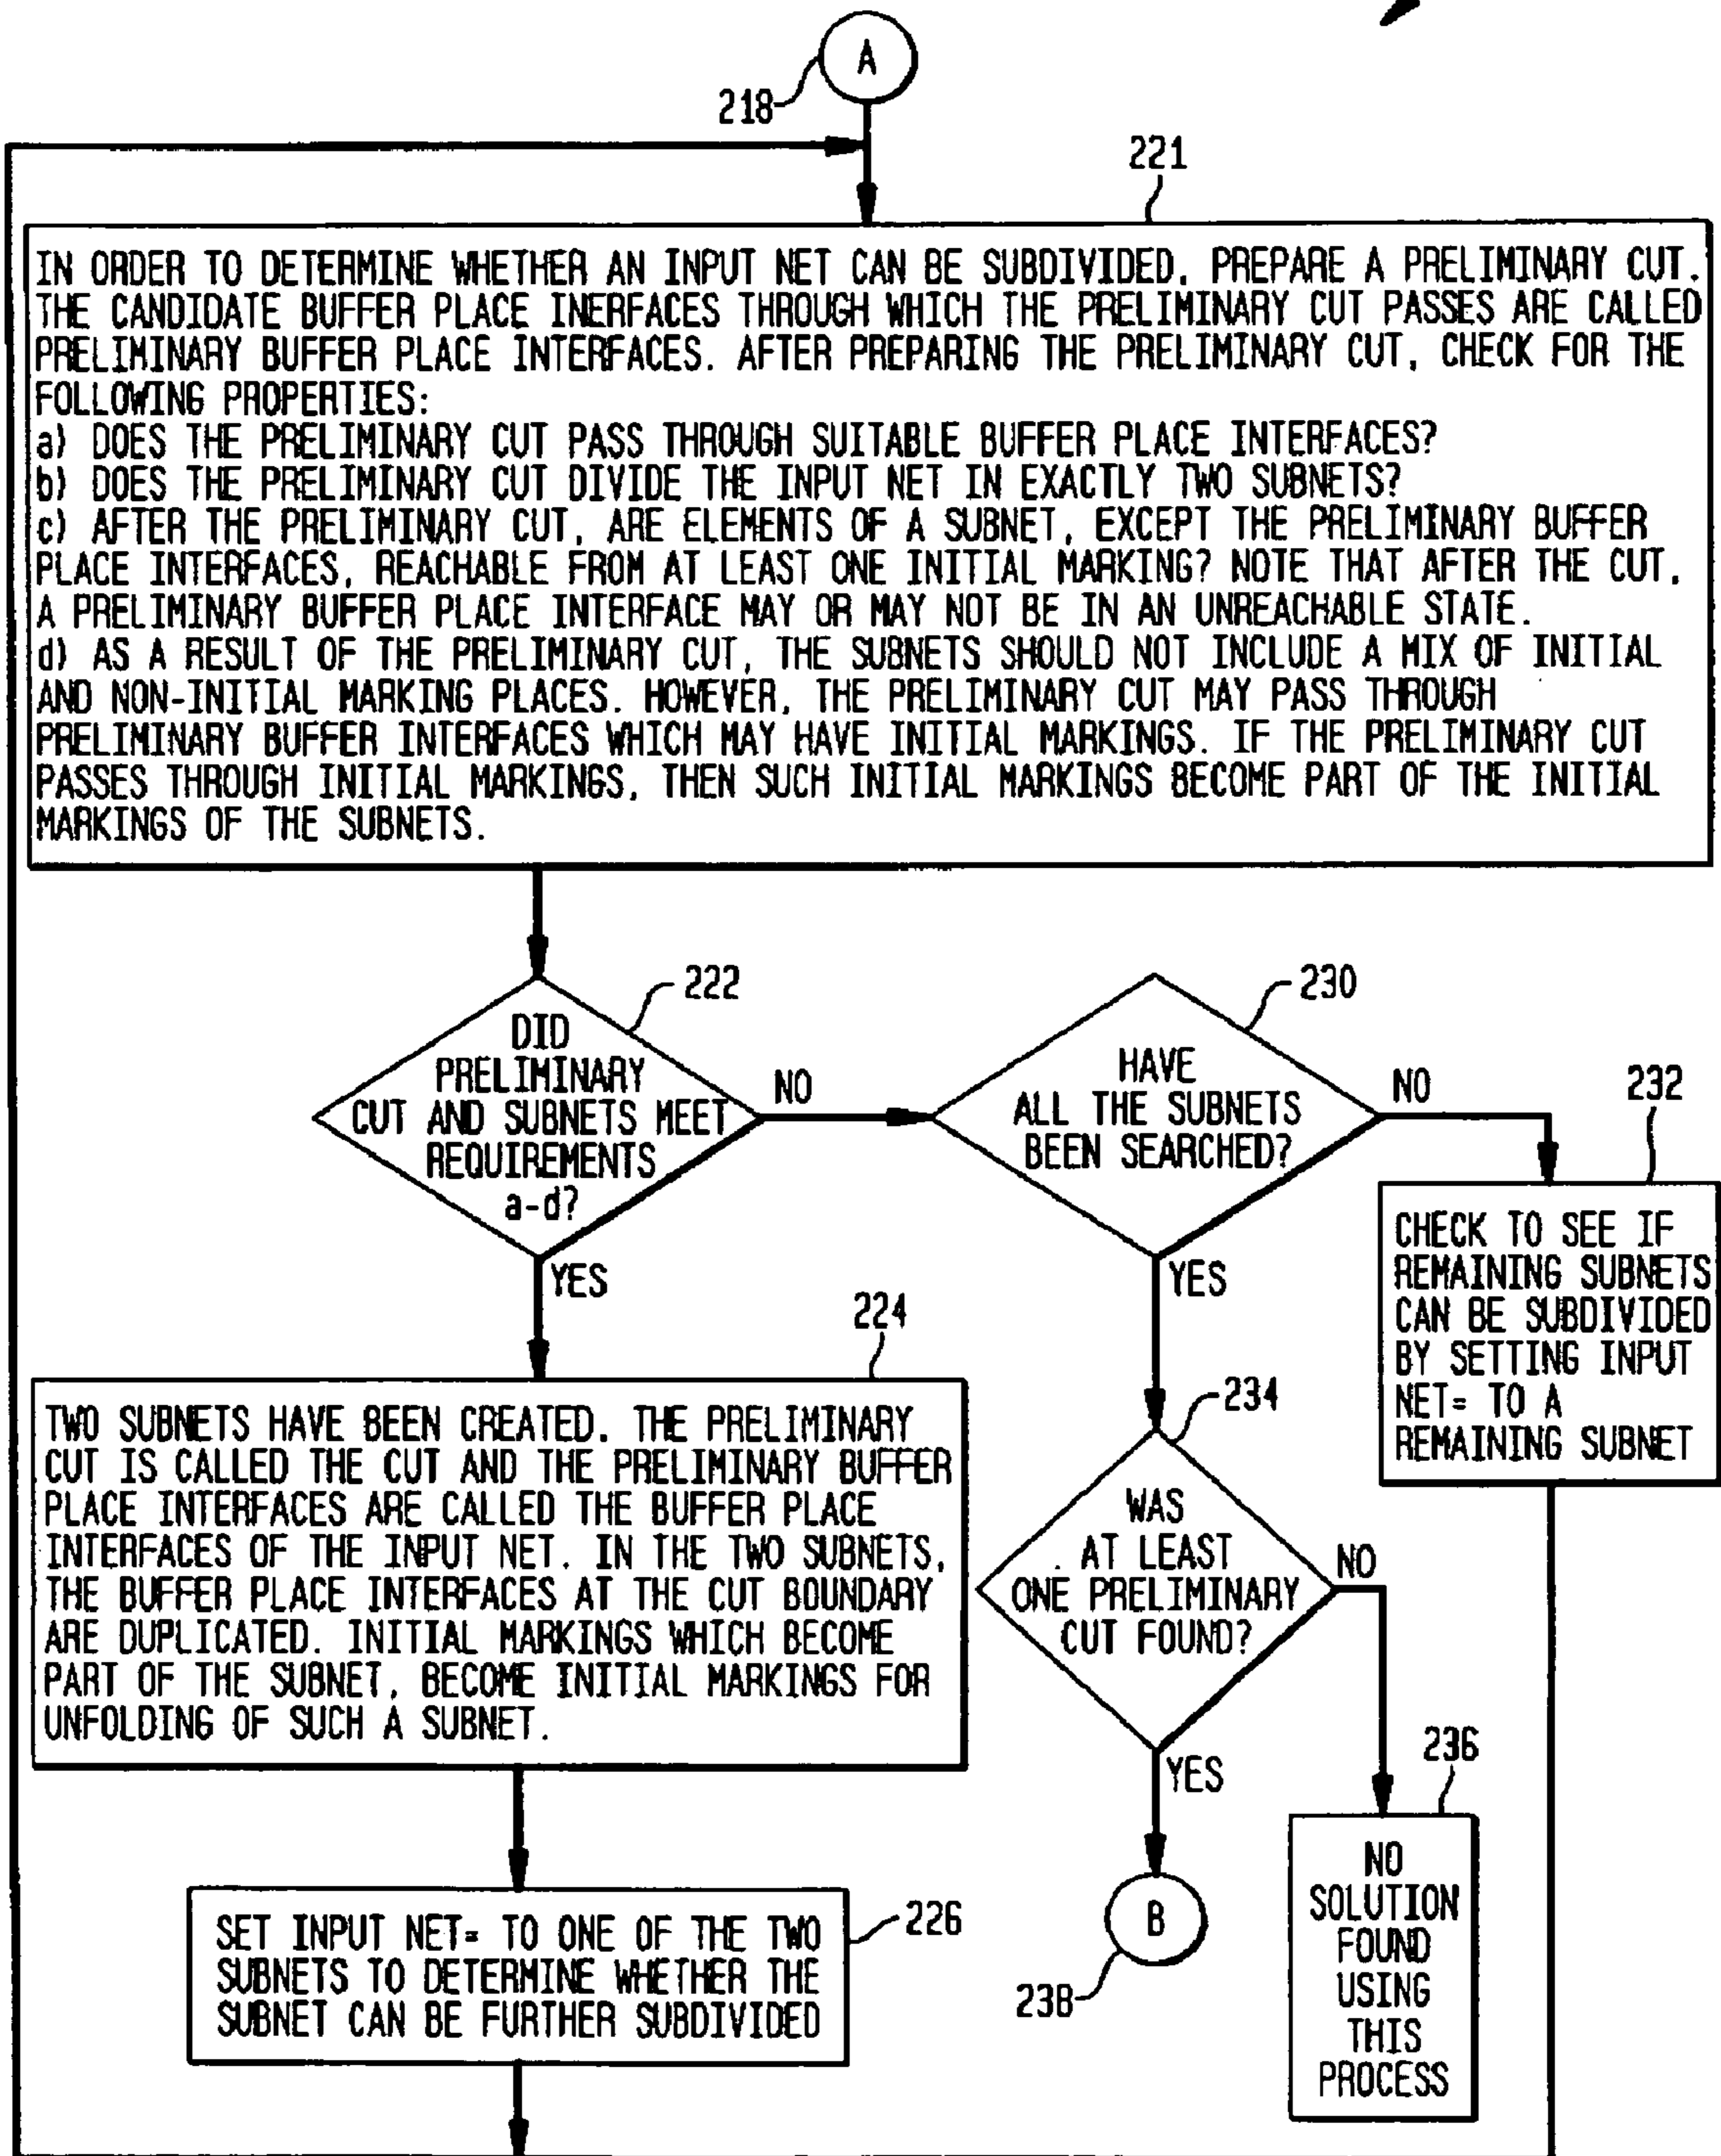 A
218
221
IN ORDER TO DETERMINE WHETHER AN INPUT NET CAN BE SUBDIVIDED, PREPARE A PRELIMINARY CUT.
THE CANDIDATE BUFFER PLACE INERFACES THROUGH WHICH THE PRELIMINARY CUT PASSES ARE CALLED
PRELIMINARY BUFFER PLACE INTERFACES. AFTER PREPARING THE PRELIMINARY CUT, CHECK FOR THE
FOLLOWING PROPERTIES:
a) DOES THE PRELIMINARY CUT PASS THROUGH SUITABLE BUFFER PLACE INTERFACES?
b) DOES THE PRELIMINARY CUT DIVIDE THE INPUT NET IN EXACTLY TWO SUBNETS?
c) AFTER THE PRELIMINARY CUT, ARE ELEMENTS OF A SUBNET, EXCEPT THE PRELIMINARY BUFFER
PLACE INTERFACES, REACHABLE FROM AT LEAST ONE INITIAL MARKING? NOTE THAT AFTER THE CUT,
A PRELIMINARY BUFFER PLACE INTERFACE MAY OR MAY NOT BE IN AN UNREACHABLE STATE.
d) AS A RESULT OF THE PRELIMINARY CUT, THE SUBNETS SHOULD NOT INCLUDE A MIX OF INITIAL
AND NON-INITIAL MARKING PLACES. HOWEVER, THE PRELIMINARY CUT MAY PASS THROUGH
PRELIMINARY BUFFER INTERFACES WHICH MAY HAVE INITIAL MARKINGS. IF THE PRELIMINARY CUT
PASSES THROUGH INITIAL MARKINGS, THEN SUCH INITIAL MARKINGS BECOME PART OF THE INITIAL
MARKINGS OF THE SUBNETS.
222
DID
PRELIMINARY
CUT AND SUBNETS MEET
REQUIREMENTS
a-d?
NO
YES
230
HAVE
ALL THE SUBNETS
BEEN SEARCHED?
NO
YES
232
CHECK TO SEE IF
REMAINING SUBNETS
CAN BE SUBDIVIDED
BY SETTING INPUT
NET= TO A
REMAINING SUBNET
224
TWO SUBNETS HAVE BEEN CREATED. THE PRELIMINARY
CUT IS CALLED THE CUT AND THE PRELIMINARY BUFFER
PLACE INTERFACES ARE CALLED THE BUFFER PLACE
INTERFACES OF THE INPUT NET. IN THE TWO SUBNETS,
THE BUFFER PLACE INTERFACES AT THE CUT BOUNDARY
ARE DUPLICATED. INITIAL MARKINGS WHICH BECOME
PART OF THE SUBNET, BECOME INITIAL MARKINGS FOR
UNFOLDING OF SUCH A SUBNET.
234
WAS
AT LEAST
ONE PRELIMINARY
CUT FOUND?
NO
YES
236
NO
SOLUTION
FOUND
USING
THIS
PROCESS
B
238
226
SET INPUT NET= TO ONE OF THE TWO
SUBNETS TO DETERMINE WHETHER THE
SUBNET CAN BE FURTHER SUBDIVIDED